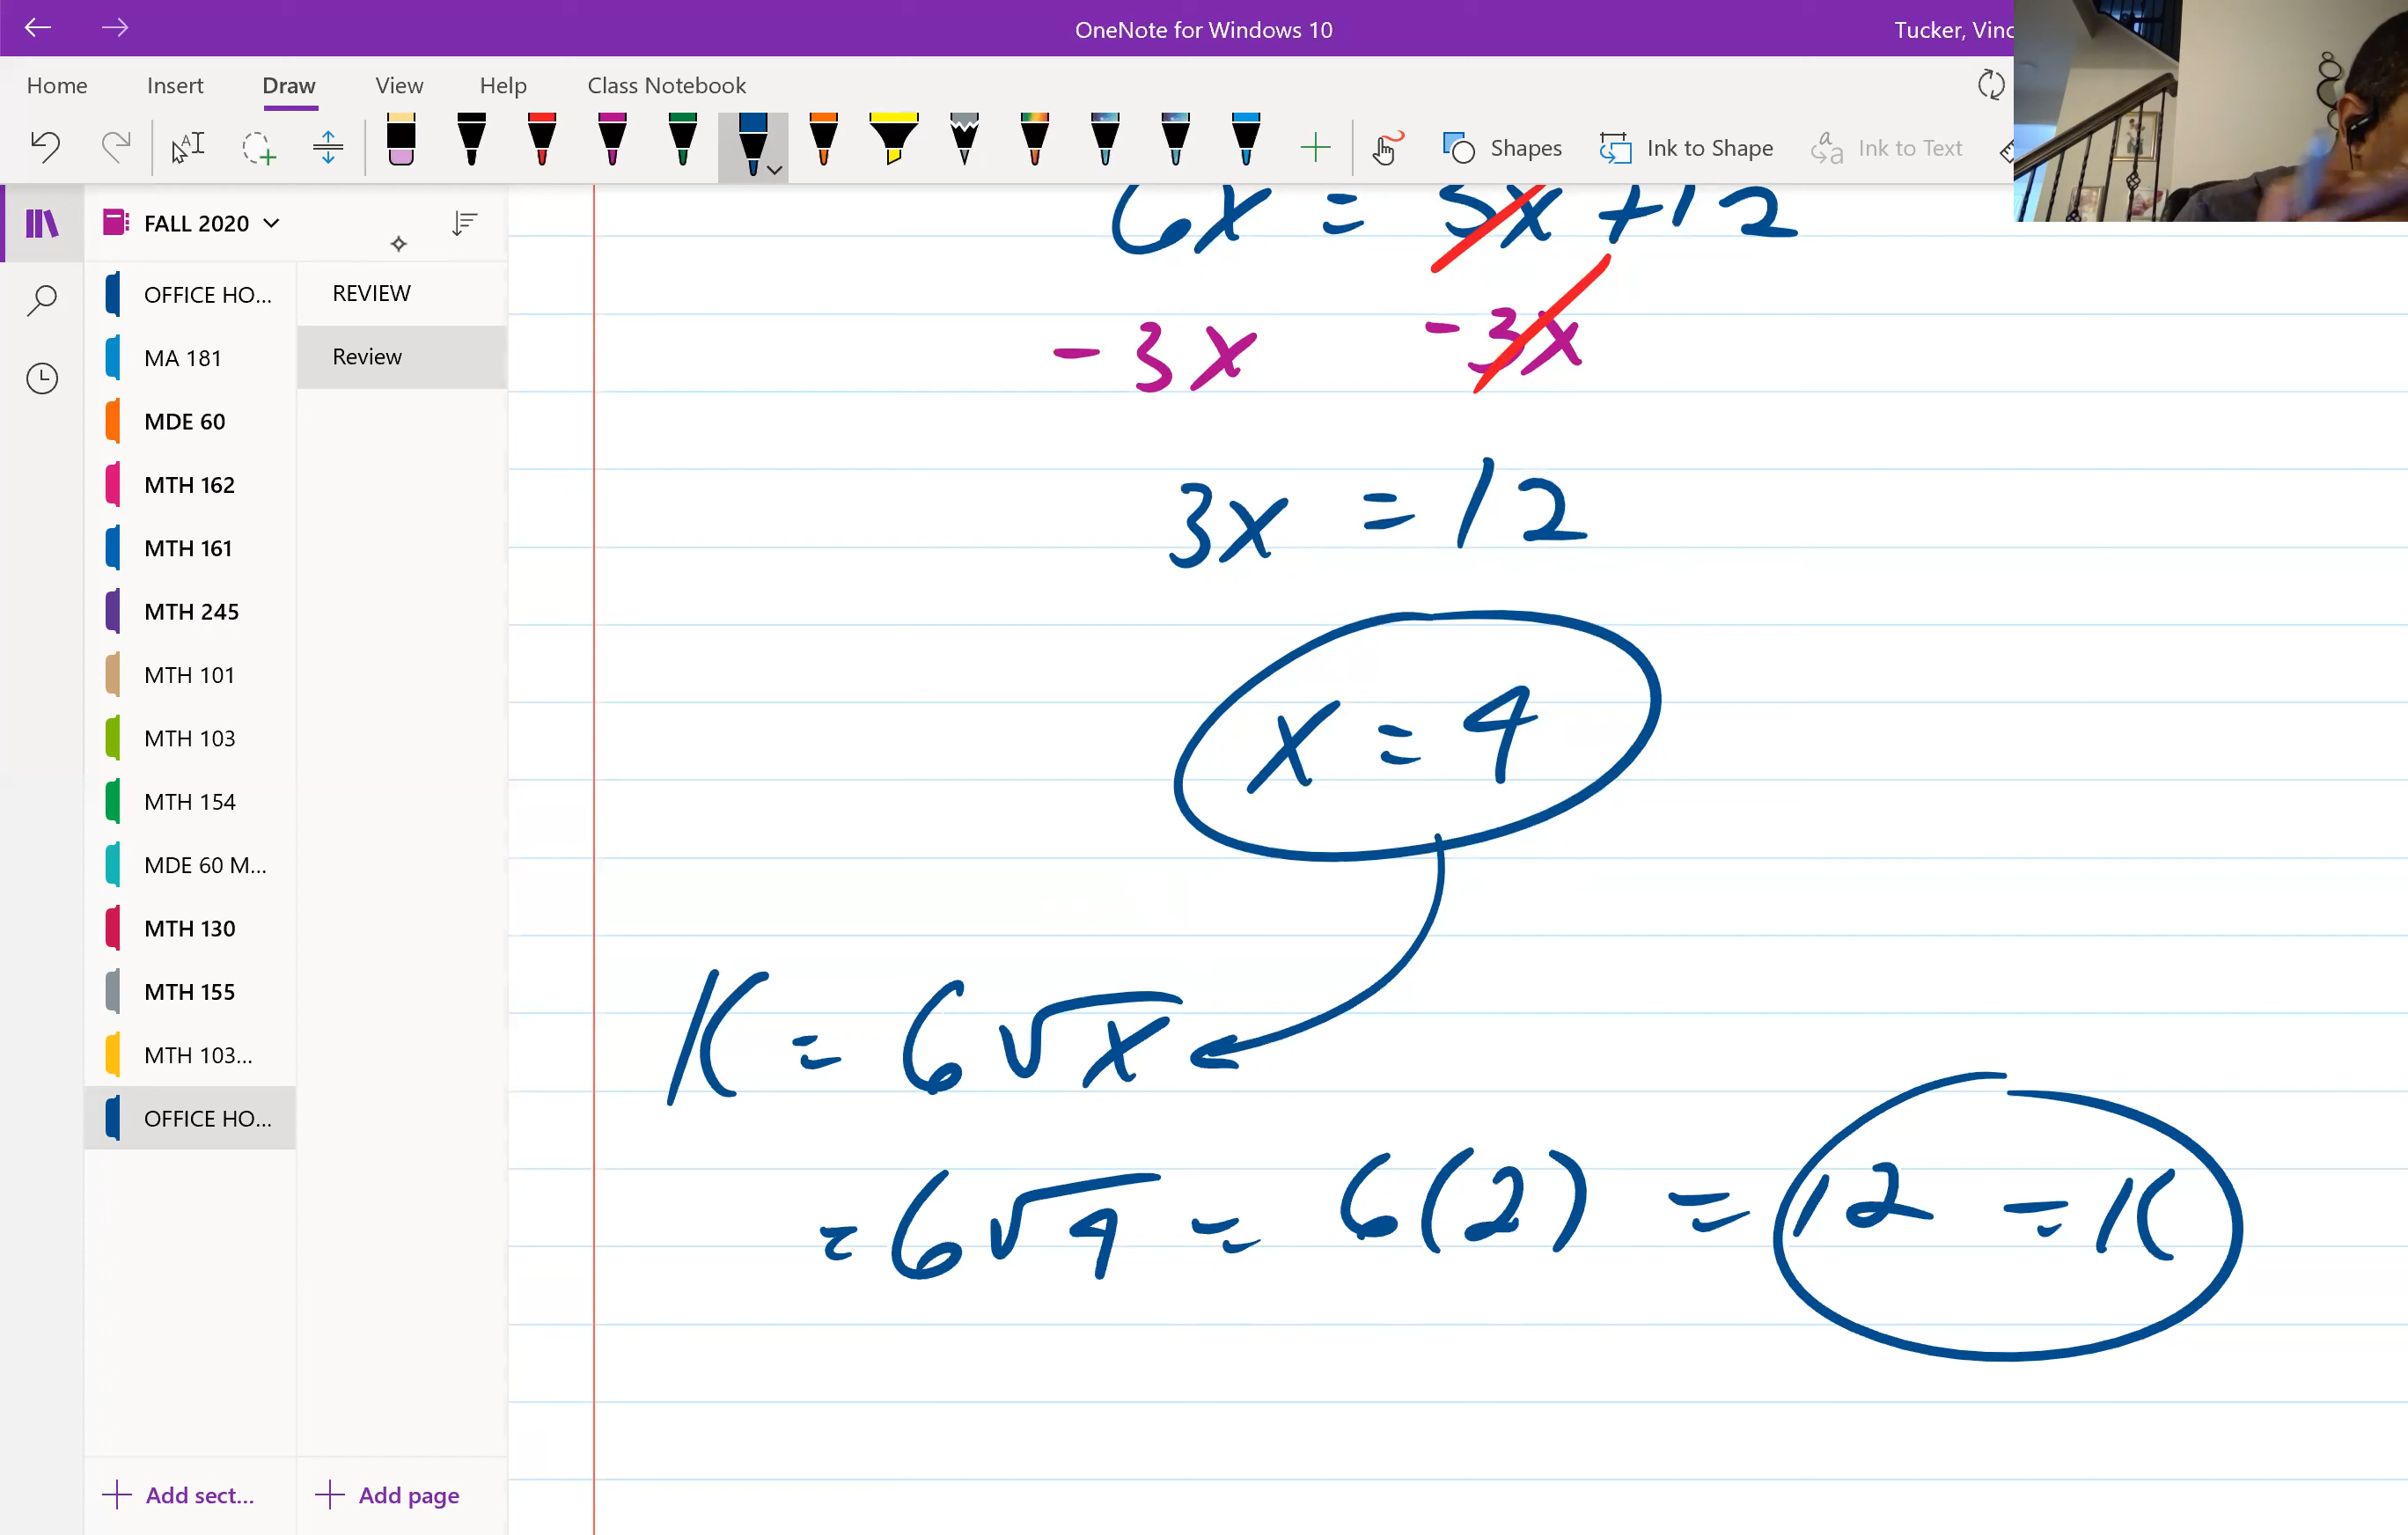 OneNote for Windows 10
Tucker, Vinc
Home Insert Draw View Help Class Notebook
Shapes Ink to Shape Ink to Text
FALL 2020
OFFICE HO...
MA 181
MDE 60
MTH 162
MTH 161
MTH 245
MTH 101
MTH 103
MTH 154
MDE 60 M...
MTH 130
MTH 155
MTH 103...
OFFICE HO...
Add sect...
REVIEW
Review
Add page
6x = 3x + 12
-3x -3x
3x = 12
x = 4
K = 6√x
= 6√4 = 6(2) = 12 = K